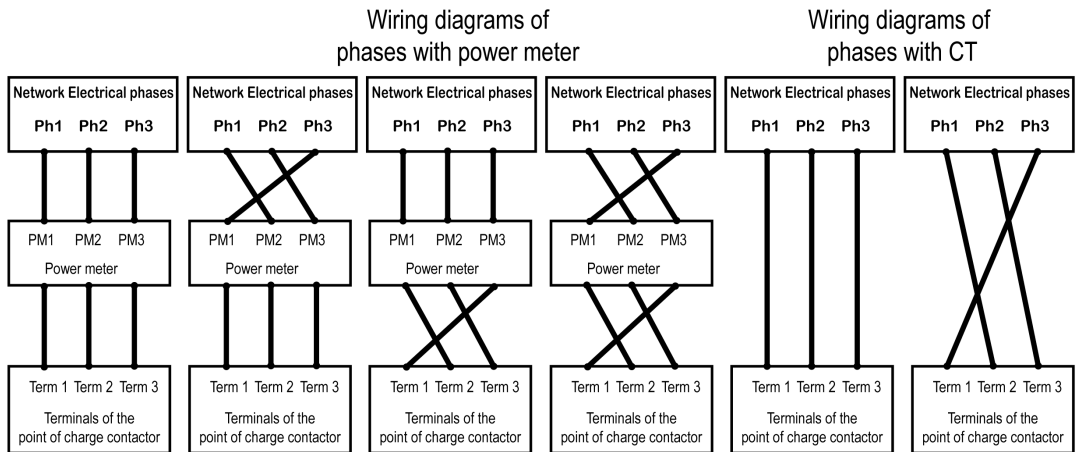 Wiring diagrams of
phases with power meter
Wiring diagrams of
phases with CT
Network Electrical phases
Ph1 Ph2 Ph3
PM1 PM2 PM3
Power meter
Term 1 Term 2 Term 3
Terminals of the
point of charge contactor
Network Electrical phases
Ph1 Ph2 Ph3
PM1 PM2 PM3
Power meter
Term 1 Term 2 Term 3
Terminals of the
point of charge contactor
Network Electrical phases
Ph1 Ph2 Ph3
PM1 PM2 PM3
Power meter
Term 1 Term 2 Term 3
Terminals of the
point of charge contactor
Network Electrical phases
Ph1 Ph2 Ph3
PM1 PM2 PM3
Power meter
Term 1 Term 2 Term 3
Terminals of the
point of charge contactor
Network Electrical phases
Ph1 Ph2 Ph3
Term 1 Term 2 Term 3
Terminals of the
point of charge contactor
Network Electrical phases
Ph1 Ph2 Ph3
Term 1 Term 2 Term 3
Terminals of the
point of charge contactor